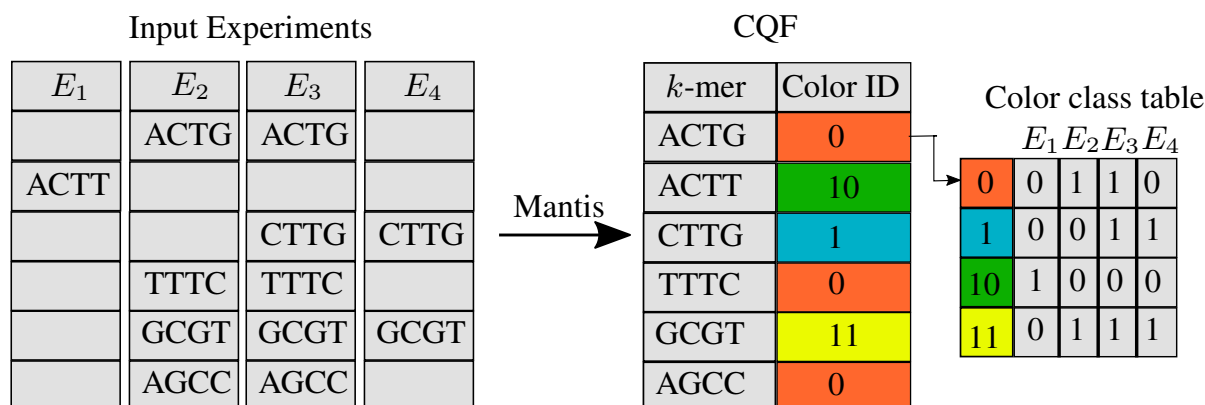 Input Experiments
E1 E2 E3 E4
ACTG ACTG
ACTT
CTTG CTTG
TTTC TTTC
GCGT GCGT GCGT
AGCC AGCC
Mantis
CQF
k-mer Color ID
ACTG 0
ACTT 10
CTTG 1
TTTC 0
GCGT 11
AGCC 0
Color class table
E1 E2 E3 E4
0 0 1 1 0
1 0 0 1 1
10 1 0 0 0
11 0 1 1 1